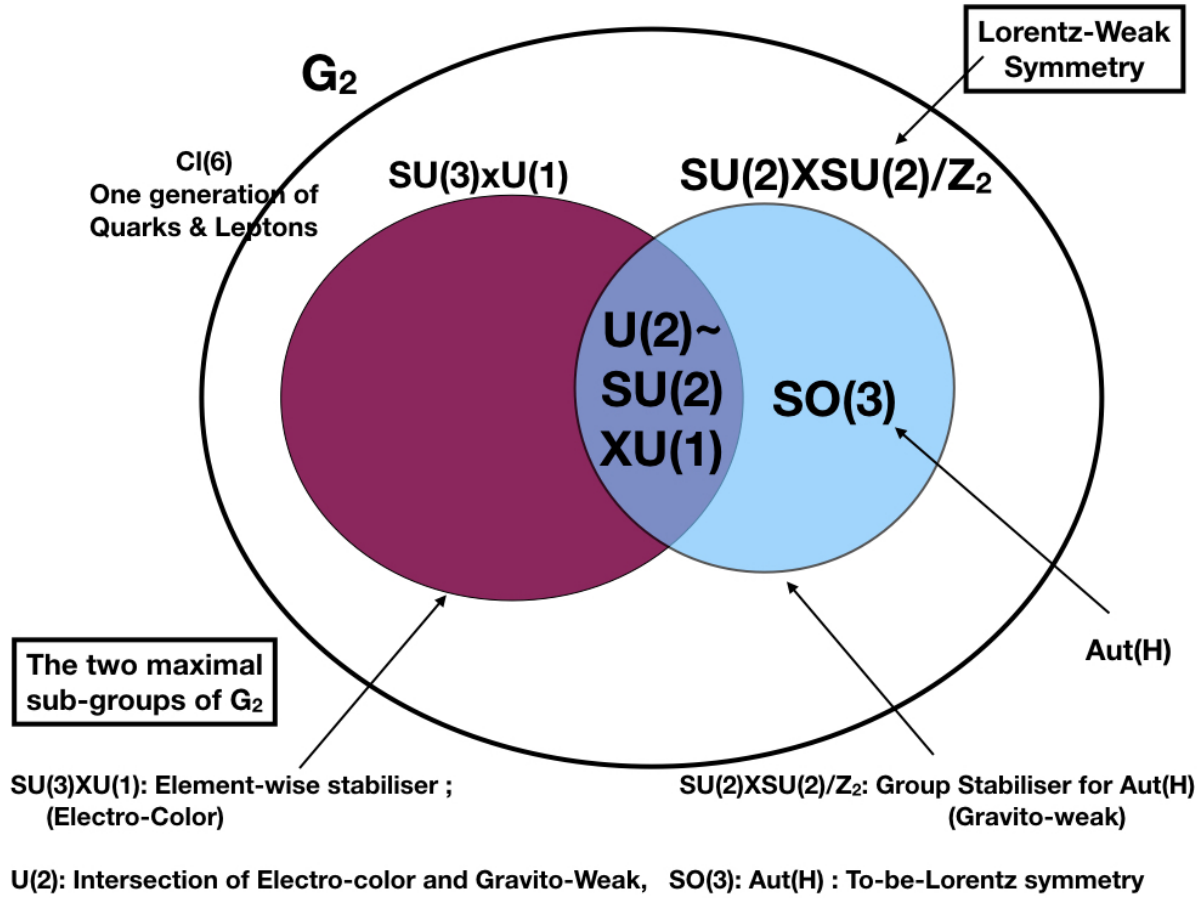 Lorentz-Weak
Symmetry
G₂
Cl(6)
One generation of
Quarks & Leptons
SU(3)xU(1)
SU(2)XSU(2)/Z₂
U(2)~
SU(2)
XU(1)
SO(3)
Aut(H)
The two maximal
sub-groups of G₂
SU(3)XU(1): Element-wise stabiliser ;
(Electro-Color)
SU(2)XSU(2)/Z₂: Group Stabiliser for Aut(H)
(Gravito-weak)
U(2): Intersection of Electro-color and Gravito-Weak, SO(3): Aut(H) : To-be-Lorentz symmetry